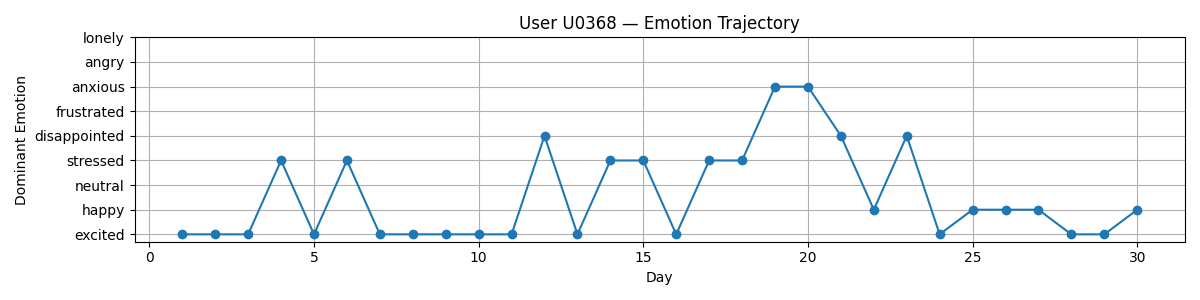 User U0368 — Emotion Trajectory
Dominant Emotion
lonely
angry
anxious
frustrated
disappointed
stressed
neutral
happy
excited
0 5 10 15 20 25 30
Day